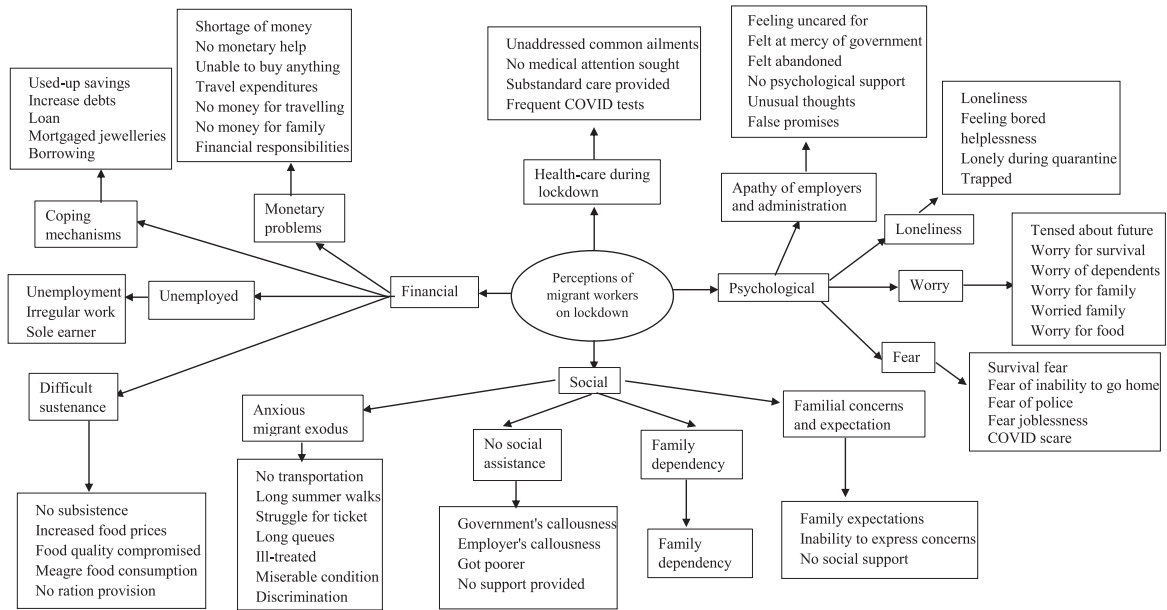 Shortage of money
No monetary help
Unable to buy anything
Travel expenditures
No money for travelling
No money for family
Financial responsibilities
Used-up savings
Increase debts
Loan
Mortgaged jewelleries
Borrowing
Unaddressed common ailments
No medical attention sought
Substandard care provided
Frequent COVID tests
Feeling uncared for
Felt at mercy of government
Felt abandoned
No psychological support
Unusual thoughts
False promises
Loneliness
Feeling bored
helplessness
Lonely during quarantine
Trapped
Coping
mechanisms
Monetary
problems
Health-care during
lockdown
Apathy of employers
and administration
Loneliness
Unemployment
Irregular work
Sole earner
Unemployed
Financial
Perceptions of
migrant workers
on lockdown
Psychological
Worry
Tensed about future
Worry for survival
Worry of dependents
Worry for family
Worried family
Worry for food
Fear
Survival fear
Fear of inability to go home
Fear of police
Fear joblessness
COVID scare
Difficult
sustenance
Social
Anxious
migrant exodus
No social
assistance
Family
dependency
Familial concerns
and expectation
No subsistence
Increased food prices
Food quality compromised
Meagre food consumption
No ration provision
No transportation
Long summer walks
Struggle for ticket
Long queues
Ill-treated
Miserable condition
Discrimination
Government's callousness
Employer's callousness
Got poorer
No support provided
Family
dependency
Family expectations
Inability to express concerns
No social support